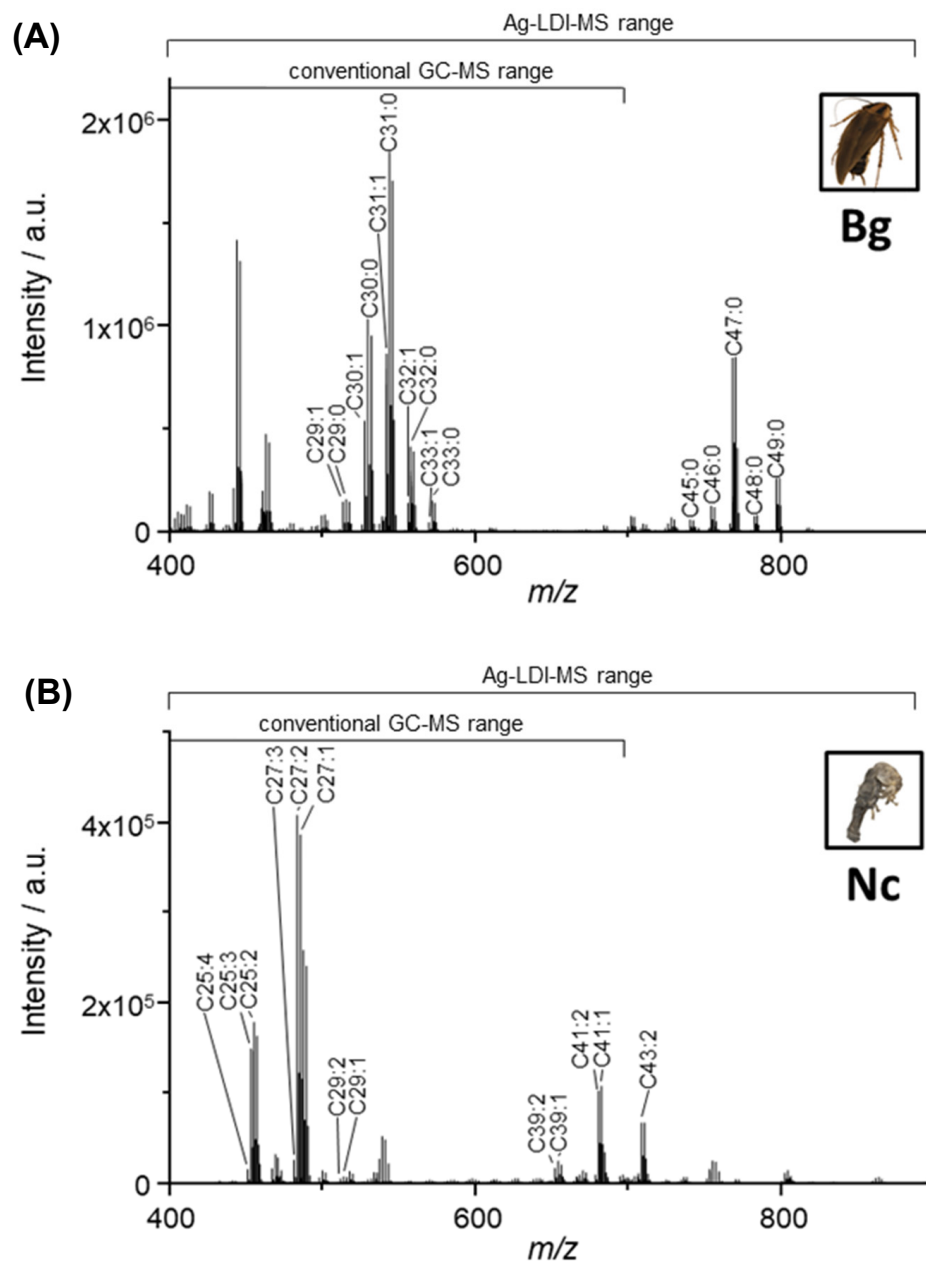 (A)
Ag-LDI-MS range
conventional GC-MS range
Intensity / a.u.
2x10⁶
1x10⁶
0
C29:1
C29:0
C30:1
C30:0
C31:1
C31:0
C32:1
C32:0
C33:1
C33:0
C45:0
C46:0
C47:0
C48:0
C49:0
Bg
400
600
800
m/z
(B)
Ag-LDI-MS range
conventional GC-MS range
Intensity / a.u.
4x10⁵
2x10⁵
0
C25:4
C25:3
C25:2
C27:3
C27:2
C27:1
C29:2
C29:1
C39:2
C39:1
C41:2
C41:1
C43:2
Nc
400
600
800
m/z